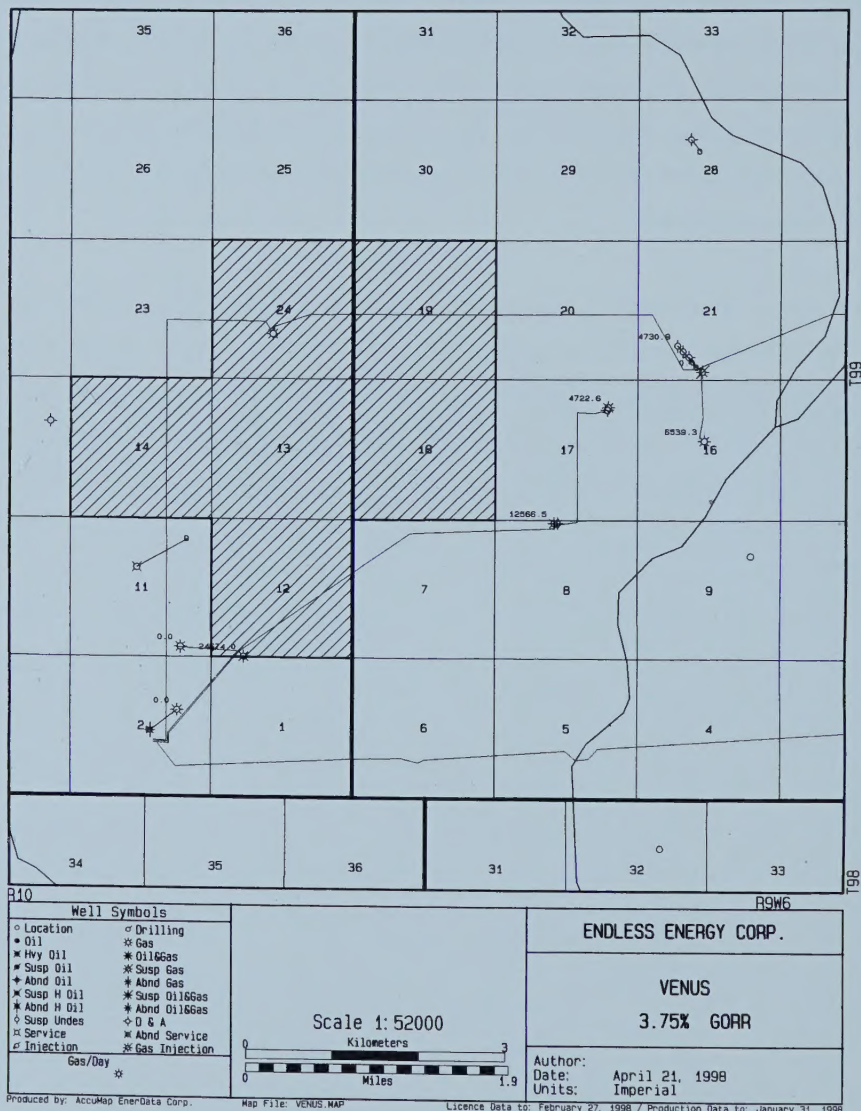 35 36 31 32 33
26 25 30 29 28
23 24 19 20 21
4730.9
T99
4722.6
6539.3
14 13 18 17 16
12566.5
11 12 7 8 9
0.0
24674.0
0.0
2 1 6 5 4
34 35 36 31 32 33
T98
R10
R9W6
Well Symbols
Location Drilling
Oil Gas
Hvy Oil Oil&Gas
Susp Oil Susp Gas
Abnd Oil Abnd Gas
Susp H Oil Susp Oil&Gas
Abnd H Oil Abnd Oil&Gas
Susp Undes D & A
Service Abnd Service
Injection Gas Injection
Gas/Day
Scale 1:52000
Kilometers
0 3
Miles
0 1.9
ENDLESS ENERGY CORP.
VENUS
3.75% GORR
Author:
Date: April 21, 1998
Units: Imperial
Produced by: AccuMap EnerData Corp. Map File: VENUS.MAP Licence Data to: February 27, 1998 / Production Data to: January 31, 1998